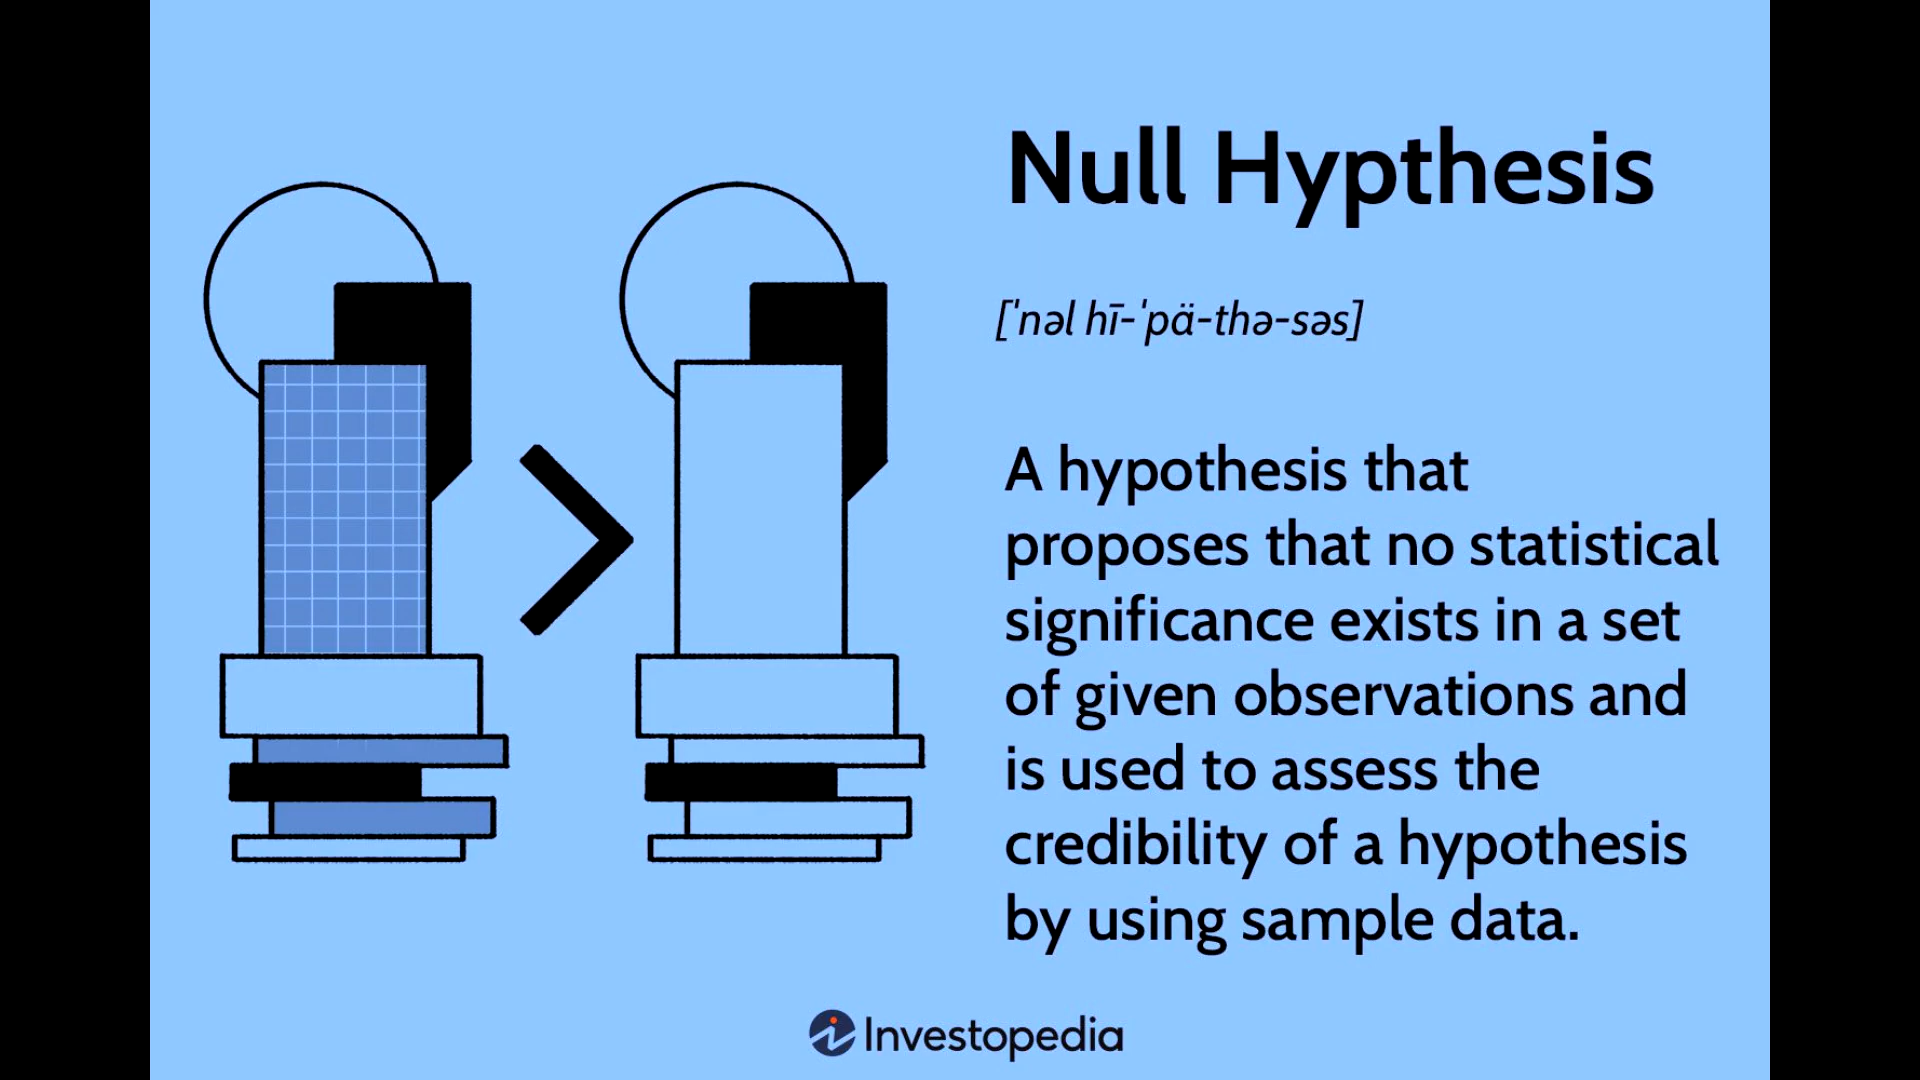 Null Hypthesis
[ˈnəl hī-ˈpä-thə-səs]
A hypothesis that
proposes that no statistical
significance exists in a set
of given observations and
is used to assess the
credibility of a hypothesis
by using sample data.
Investopedia